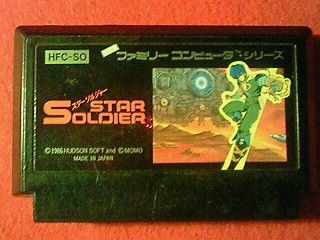 HFC-SO
ファミリー コンピュータ シリーズ
スターソルジャー
STAR
SOLDIER
©1986 HUDSON SOFT and ©MOMO
MADE IN JAPAN